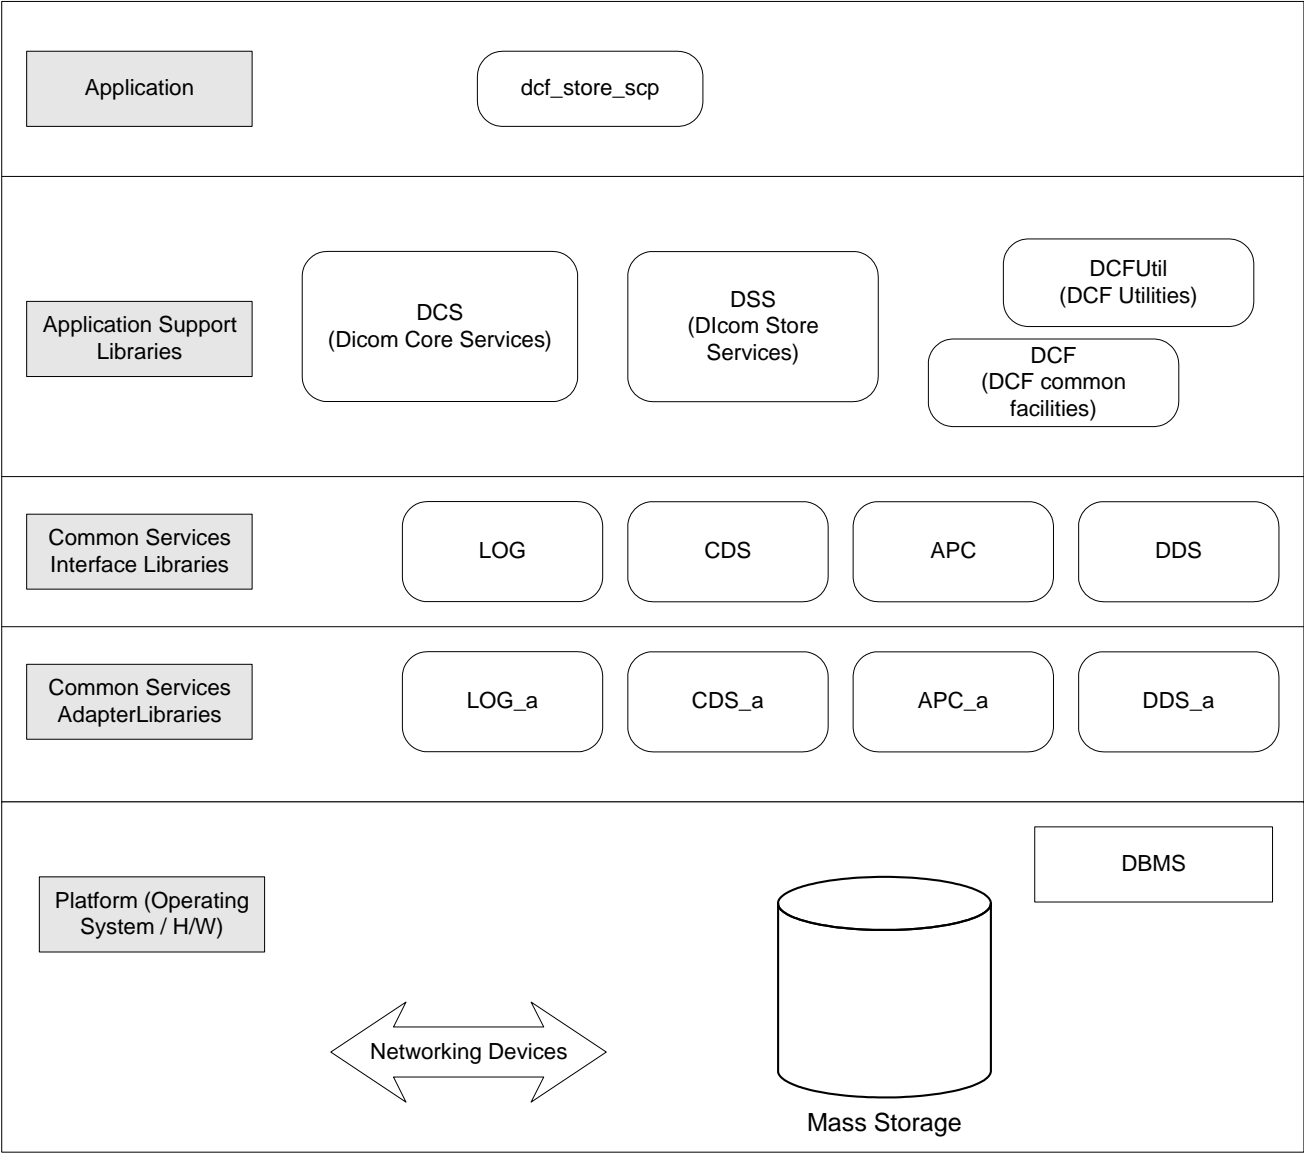 Application
dcf_store_scp
Application Support
Libraries
DCS
(Dicom Core Services)
DSS
(DIcom Store
Services)
DCFUtil
(DCF Utilities)
DCF
(DCF common
facilities)
Common Services
Interface Libraries
LOG
CDS
APC
DDS
Common Services
AdapterLibraries
LOG_a
CDS_a
APC_a
DDS_a
Platform (Operating
System / H/W)
DBMS
Networking Devices
Mass Storage